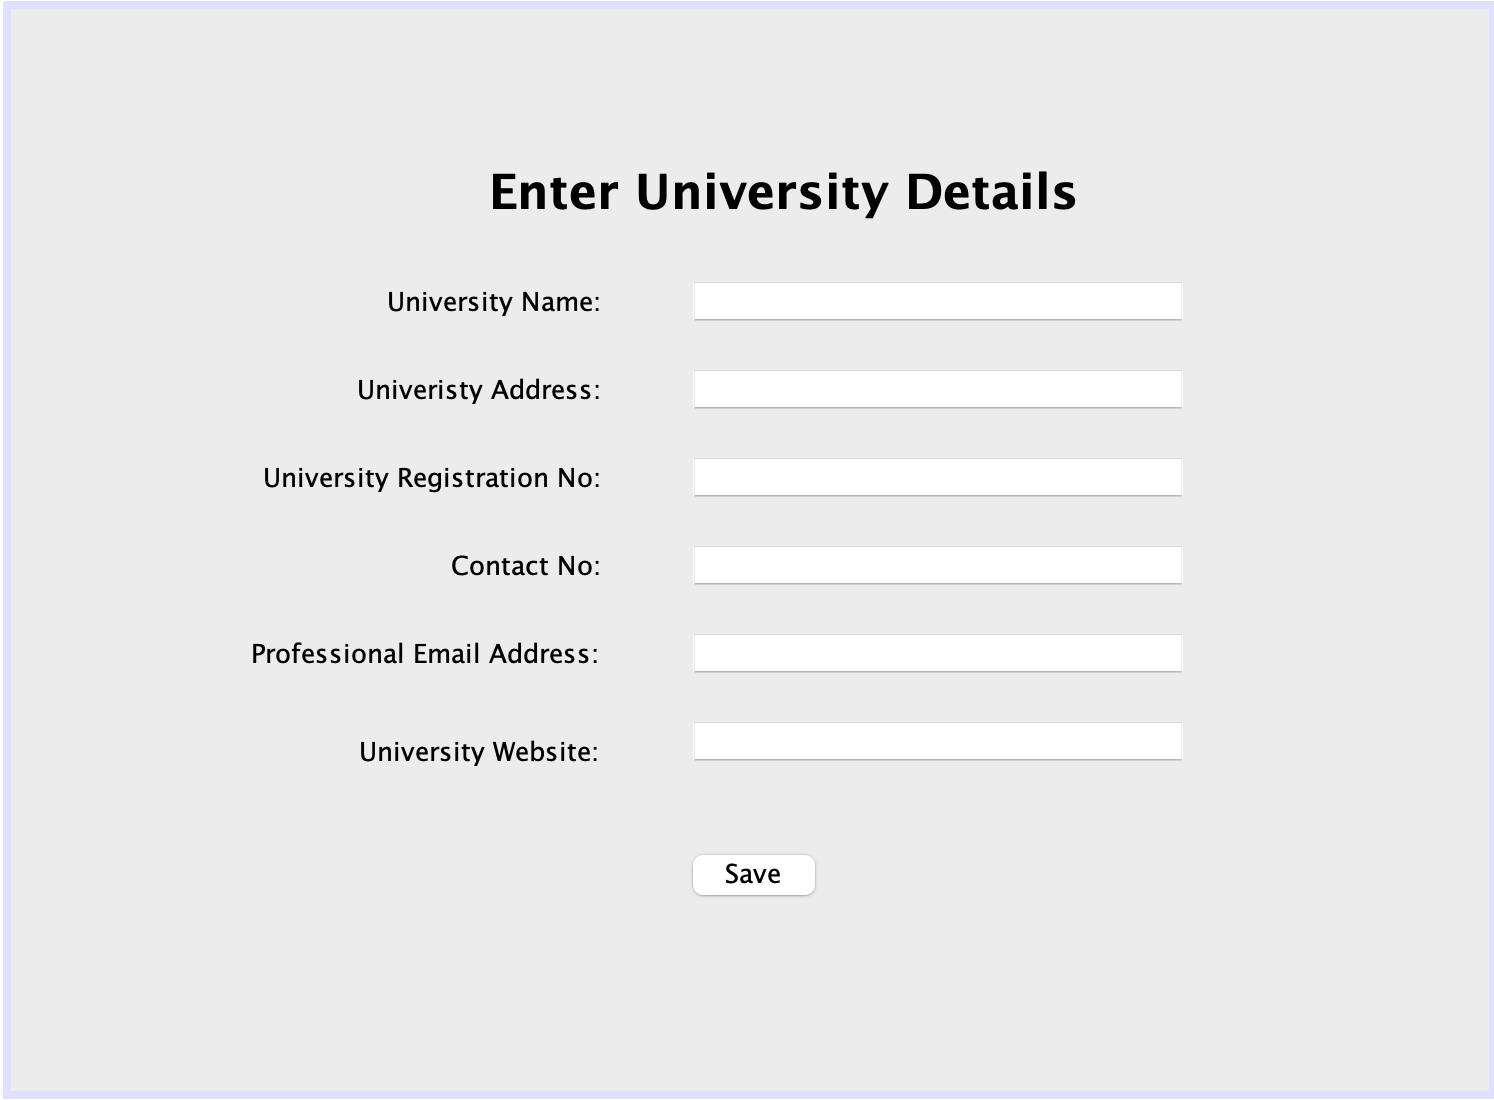 Enter University Details
University Name:
Univeristy Address:
University Registration No:
Contact No:
Professional Email Address:
University Website:
Save